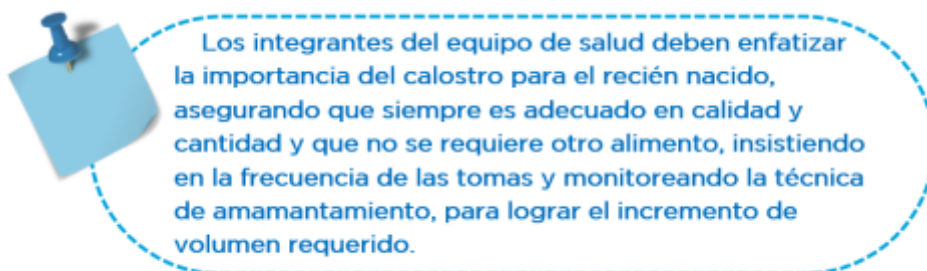 Los integrantes del equipo de salud deben enfatizar
la importancia del calostro para el recién nacido,
asegurando que siempre es adecuado en calidad y
cantidad y que no se requiere otro alimento, insistiendo
en la frecuencia de las tomas y monitoreando la técnica
de amamantamiento, para lograr el incremento de
volumen requerido.